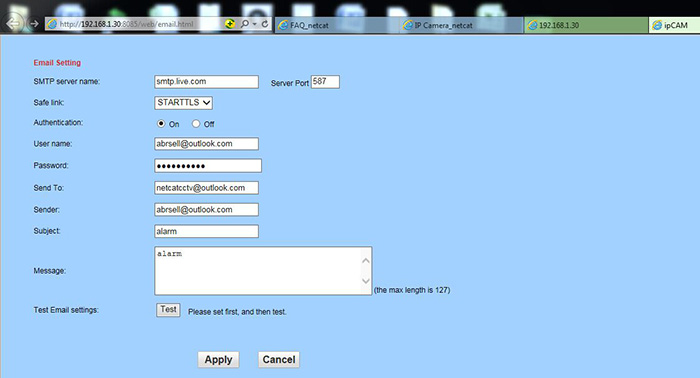 http://192.168.1.30:8085/web/email.html FAQ_netcat IP Camera_netcat 192.168.1.30 ipCAM
Email Setting
SMTP server name: smtp.live.com Server Port 587
Safe link: STARTTLS
Authentication: On Off
User name: abrsell@outlook.com
Password: ●●●●●●●●●●
Send To: netcatcctv@outlook.com
Sender: abrsell@outlook.com
Subject: alarm
alarm
Message: (the max length is 127)
Test Email settings: Test Please set first, and then test.
Apply Cancel